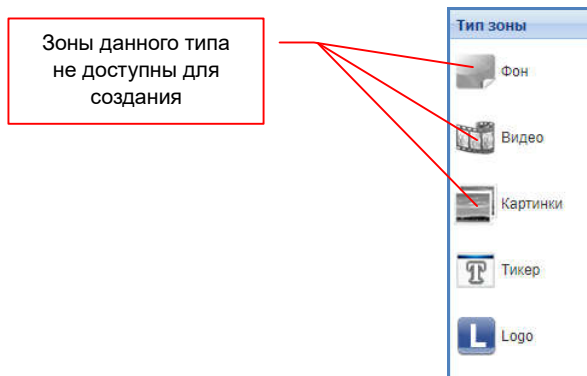 Зоны данного типа
не доступны для
создания
Тип зоны
Фон
Видео
Картинки
T Тикер
L Logo